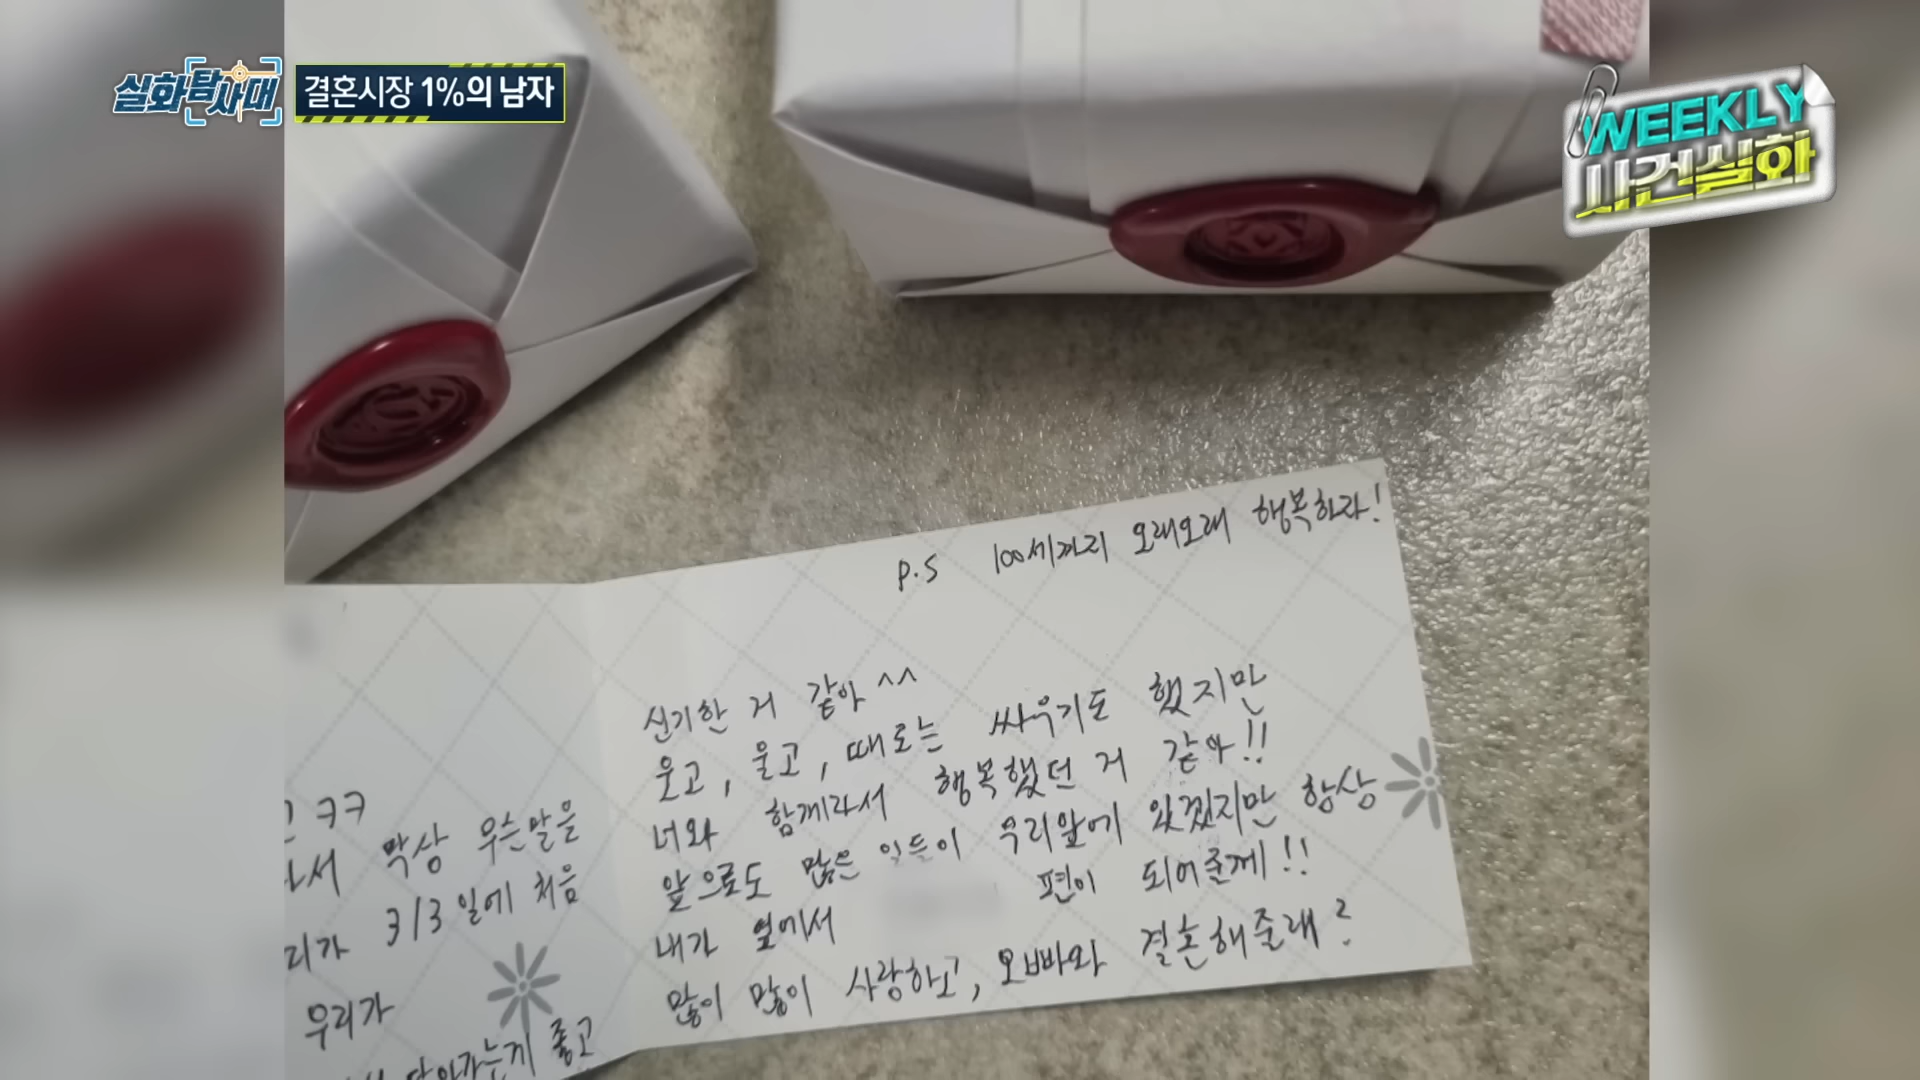 실화탐사대
결혼시장 1%의 남자
WEEKLY
사건실화
P.S 100세까리 오래오래 행복하라!
신기한 거 같아 ^^
웃고, 울고, 때로는 싸우기도 했지만
너와 함께라서 행복했던 거 같아!!
앞으로도 많은 일들이 우리앞에 있겠지만 항상
내가 옆에서 편이 되어줄게!!
많이 많이 사랑하고, 오빠와 결혼해줄래?
ㅋㅋ
막상 우는말을
3/3일에 처음
우리가
좋고